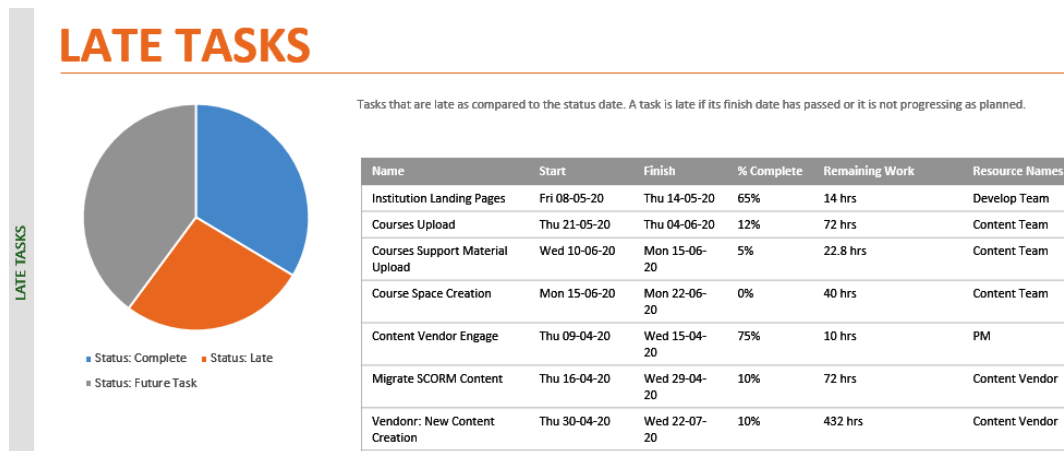 LATE TASKS
LATE TASKS
Tasks that are late as compared to the status date. A task is late if its finish date has passed or it is not progressing as planned.
Status: Complete Status: Late
Status: Future Task
Name Start Finish % Complete Remaining Work Resource Names
Institution Landing Pages Fri 08-05-20 Thu 14-05-20 65% 14 hrs Develop Team
Courses Upload Thu 21-05-20 Thu 04-06-20 12% 72 hrs Content Team
Courses Support Material Wed 10-06-20 Mon 15-06- 5% 22.8 hrs Content Team
Upload 20
Course Space Creation Mon 15-06-20 Mon 22-06- 0% 40 hrs Content Team
20
Content Vendor Engage Thu 09-04-20 Wed 15-04- 75% 10 hrs PM
20
Migrate SCORM Content Thu 16-04-20 Wed 29-04- 10% 72 hrs Content Vendor
20
Vendonr: New Content Thu 30-04-20 Wed 22-07- 10% 432 hrs Content Vendor
Creation 20